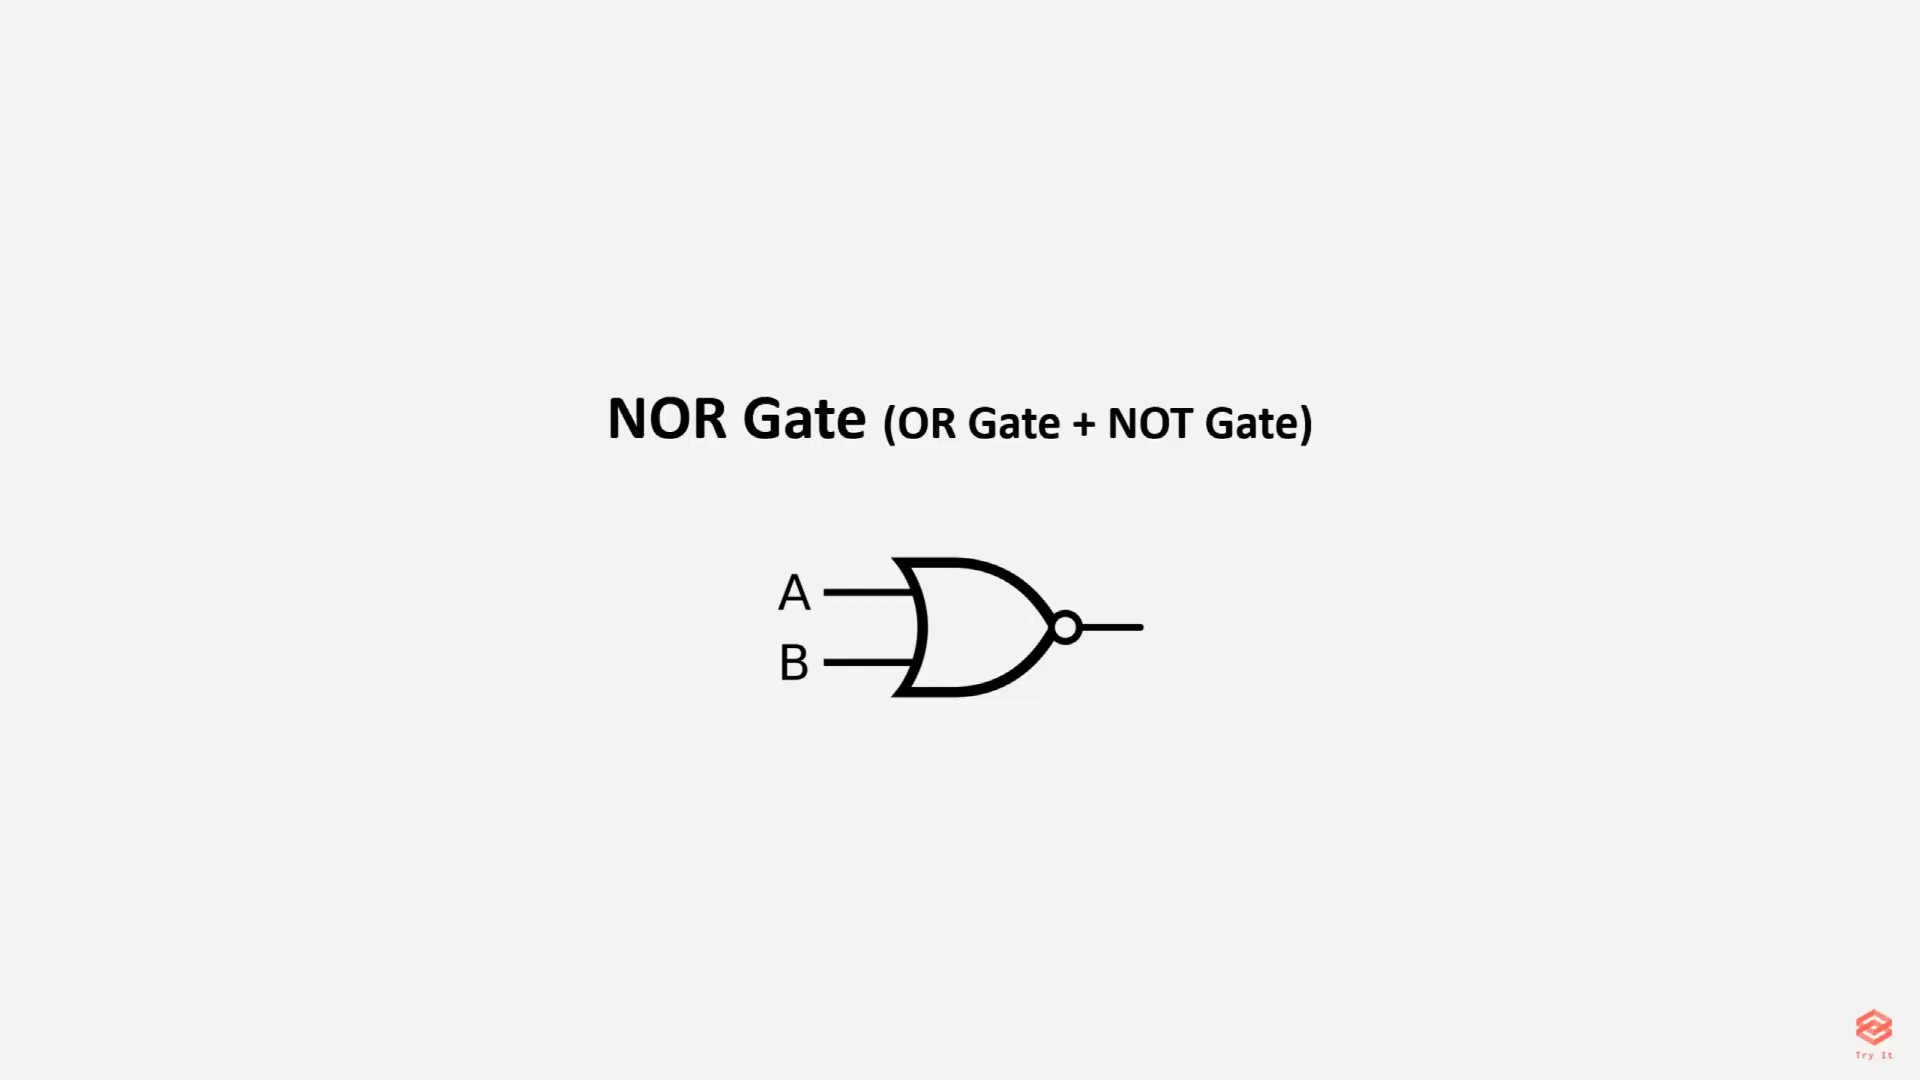 NOR Gate (OR Gate + NOT Gate)
A
B
Try It